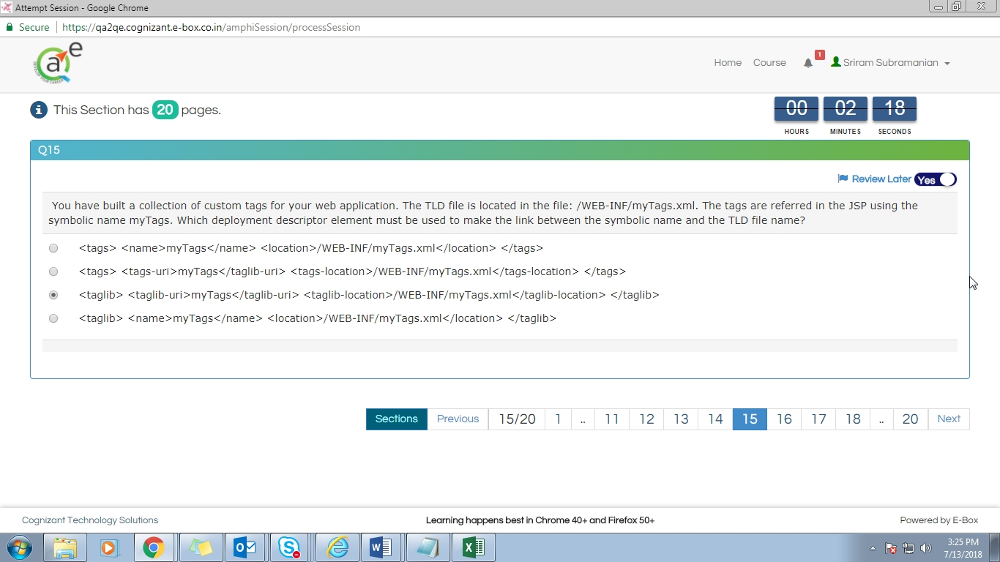 Attempt Session - Google Chrome
Secure https://qa2qe.cognizant.e-box.co.in/amphiSession/processSession
a e
Home Course 1 Sriram Subramanian
This Section has 20 pages.
00 02 18
HOURS MINUTES SECONDS
Q15
Review Later Yes
You have built a collection of custom tags for your web application. The TLD file is located in the file: /WEB-INF/myTags.xml. The tags are referred in the JSP using the
symbolic name myTags. Which deployment descriptor element must be used to make the link between the symbolic name and the TLD file name?
<tags> <name>myTags</name> <location>/WEB-INF/myTags.xml</location> </tags>
<tags> <tags-uri>myTags</taglib-uri> <tags-location>/WEB-INF/myTags.xml</tags-location> </tags>
<taglib> <taglib-uri>myTags</taglib-uri> <taglib-location>/WEB-INF/myTags.xml</taglib-location> </taglib>
<taglib> <name>myTags</name> <location>/WEB-INF/myTags.xml</location> </taglib>
Sections Previous 15/20 1 .. 11 12 13 14 15 16 17 18 .. 20 Next
Cognizant Technology Solutions Learning happens best in Chrome 40+ and Firefox 50+ Powered by E-Box
3:25 PM
7/13/2018